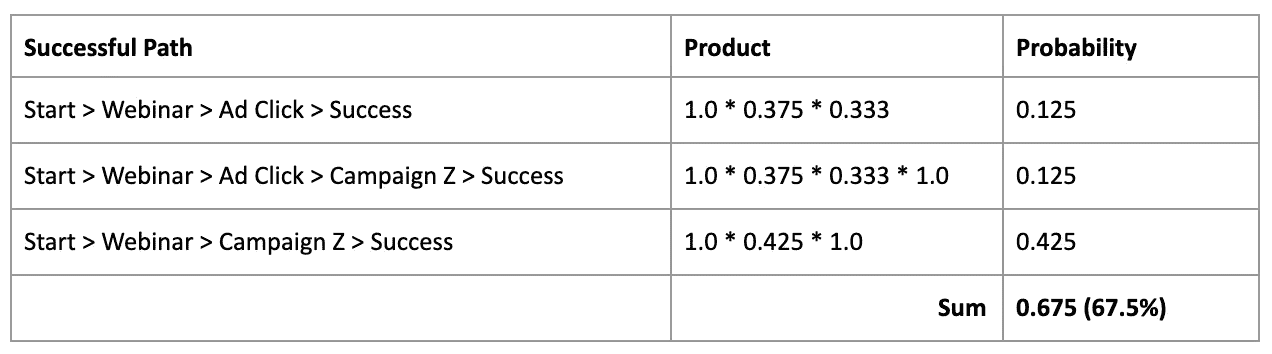 Successful Path Product Probability
Start > Webinar > Ad Click > Success 1.0 * 0.375 * 0.333 0.125
Start > Webinar > Ad Click > Campaign Z > Success 1.0 * 0.375 * 0.333 * 1.0 0.125
Start > Webinar > Campaign Z > Success 1.0 * 0.425 * 1.0 0.425
Sum 0.675 (67.5%)